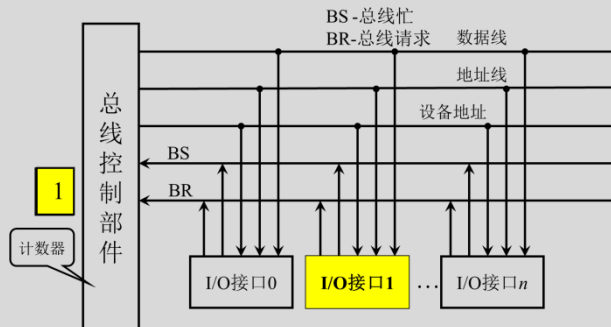 BS -总线忙
BR-总线请求
数据线
地址线
设备地址
总线控制部件
BS
BR
1
计数器
I/O接口0
I/O接口1
…
I/O接口n